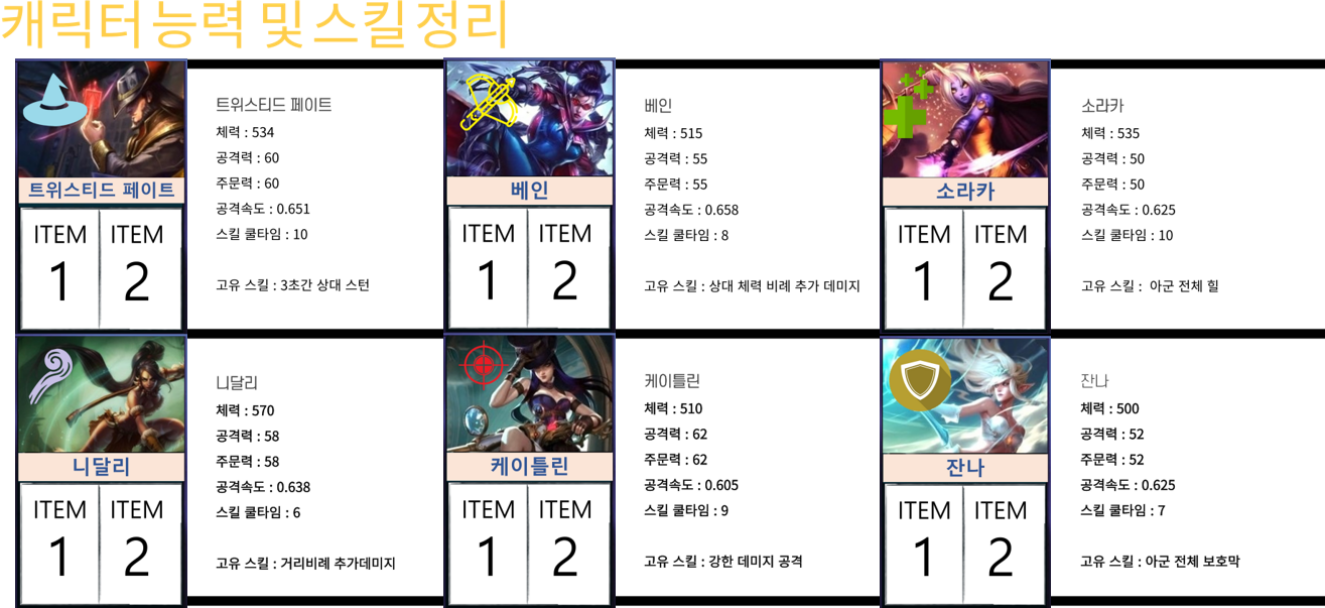 캐릭터 능력 및 스킬 정리
트위스티드 페이트
ITEM ITEM
1 2
트위스티드 페이트
체력 : 534
공격력 : 60
주문력 : 60
공격속도 : 0.651
스킬 쿨타임 : 10
고유 스킬 : 3초간 상대 스턴
베인
ITEM ITEM
1 2
베인
체력 : 515
공격력 : 55
주문력 : 55
공격속도 : 0.658
스킬 쿨타임 : 8
고유 스킬 : 상대 체력 비례 추가 데미지
소라카
ITEM ITEM
1 2
소라카
체력 : 535
공격력 : 50
주문력 : 50
공격속도 : 0.625
스킬 쿨타임 : 10
고유 스킬 : 아군 전체 힐
니달리
ITEM ITEM
1 2
니달리
체력 : 570
공격력 : 58
주문력 : 58
공격속도 : 0.638
스킬 쿨타임 : 6
고유 스킬 : 거리비례 추가데미지
케이틀린
ITEM ITEM
1 2
케이틀린
체력 : 510
공격력 : 62
주문력 : 62
공격속도 : 0.605
스킬 쿨타임 : 9
고유 스킬 : 강한 데미지 공격
잔나
ITEM ITEM
1 2
잔나
체력 : 500
공격력 : 52
주문력 : 52
공격속도 : 0.625
스킬 쿨타임 : 7
고유 스킬 : 아군 전체 보호막